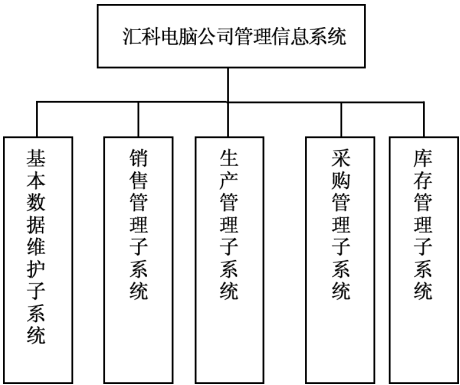 汇科电脑公司管理信息系统
基本数据维护子系统
销售管理子系统
生产管理子系统
采购管理子系统
库存管理子系统